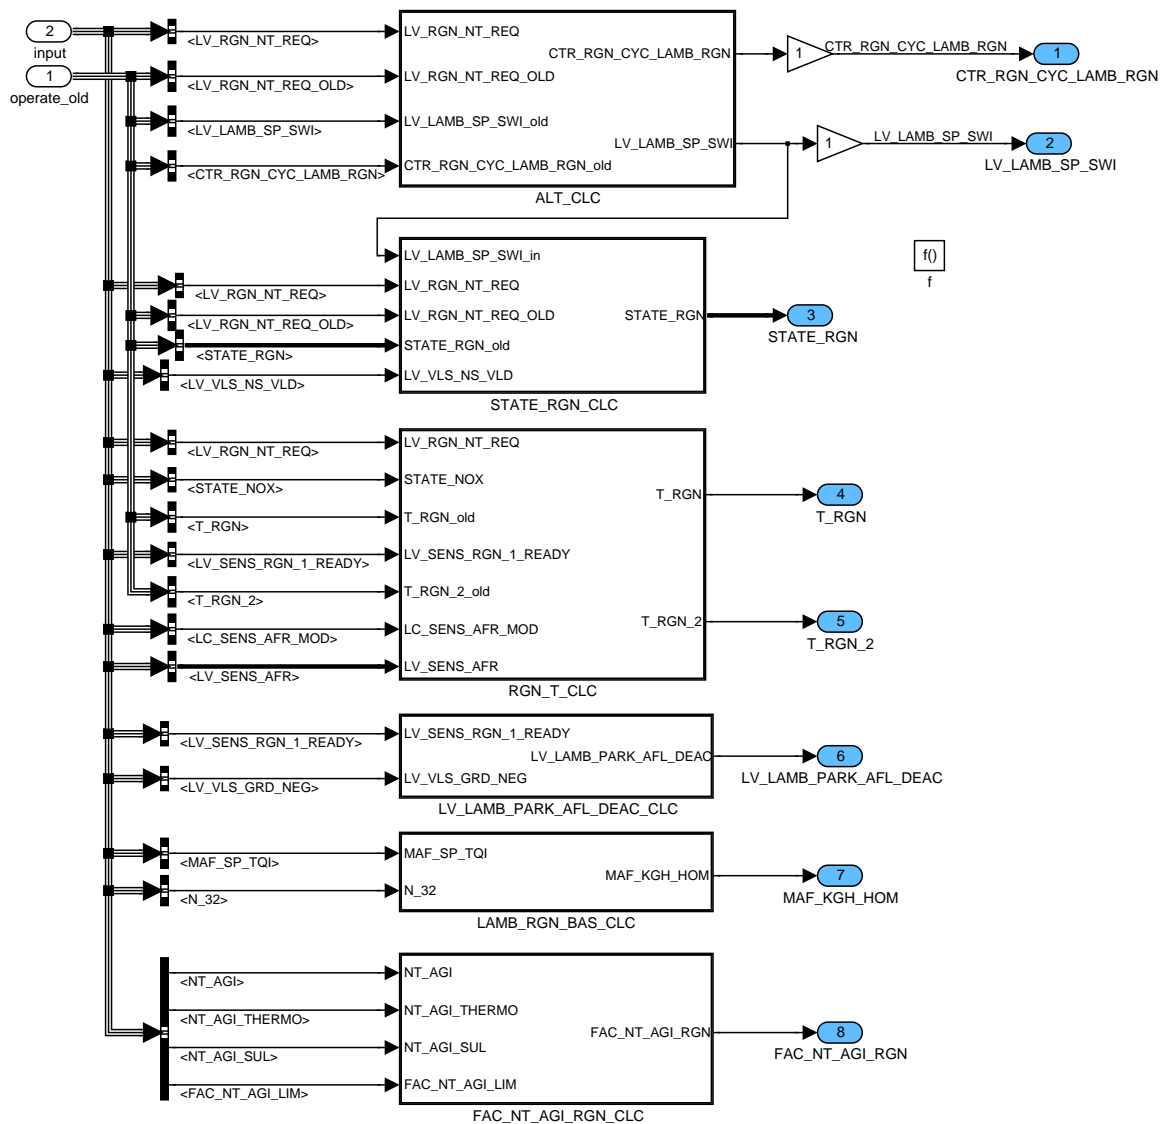 2
input
1
operate_old
<LV_RGN_NT_REQ>
<LV_RGN_NT_REQ_OLD>
<LV_LAMB_SP_SWI>
<CTR_RGN_CYC_LAMB_RGN>
LV_RGN_NT_REQ
LV_RGN_NT_REQ_OLD
LV_LAMB_SP_SWI_old
CTR_RGN_CYC_LAMB_RGN_old
CTR_RGN_CYC_LAMB_RGN
LV_LAMB_SP_SWI
ALT_CLC
1
CTR_RGN_CYC_LAMB_RGN
1
CTR_RGN_CYC_LAMB_RGN
1
LV_LAMB_SP_SWI
2
LV_LAMB_SP_SWI
f()
f
<LV_RGN_NT_REQ>
<LV_RGN_NT_REQ_OLD>
<STATE_RGN>
<LV_VLS_NS_VLD>
LV_LAMB_SP_SWI_in
LV_RGN_NT_REQ
LV_RGN_NT_REQ_OLD
STATE_RGN_old
LV_VLS_NS_VLD
STATE_RGN
STATE_RGN_CLC
3
STATE_RGN
<LV_RGN_NT_REQ>
<STATE_NOX>
<T_RGN>
<LV_SENS_RGN_1_READY>
<T_RGN_2>
<LC_SENS_AFR_MOD>
<LV_SENS_AFR>
LV_RGN_NT_REQ
STATE_NOX
T_RGN_old
LV_SENS_RGN_1_READY
T_RGN_2_old
LC_SENS_AFR_MOD
LV_SENS_AFR
T_RGN
T_RGN_2
RGN_T_CLC
4
T_RGN
5
T_RGN_2
<LV_SENS_RGN_1_READY>
<LV_VLS_GRD_NEG>
LV_SENS_RGN_1_READY
LV_VLS_GRD_NEG
LV_LAMB_PARK_AFL_DEAC
LV_LAMB_PARK_AFL_DEAC_CLC
6
LV_LAMB_PARK_AFL_DEAC
<MAF_SP_TQI>
<N_32>
MAF_SP_TQI
N_32
MAF_KGH_HOM
LAMB_RGN_BAS_CLC
7
MAF_KGH_HOM
<NT_AGI>
<NT_AGI_THERMO>
<NT_AGI_SUL>
<FAC_NT_AGI_LIM>
NT_AGI
NT_AGI_THERMO
NT_AGI_SUL
FAC_NT_AGI_LIM
FAC_NT_AGI_RGN
FAC_NT_AGI_RGN_CLC
8
FAC_NT_AGI_RGN